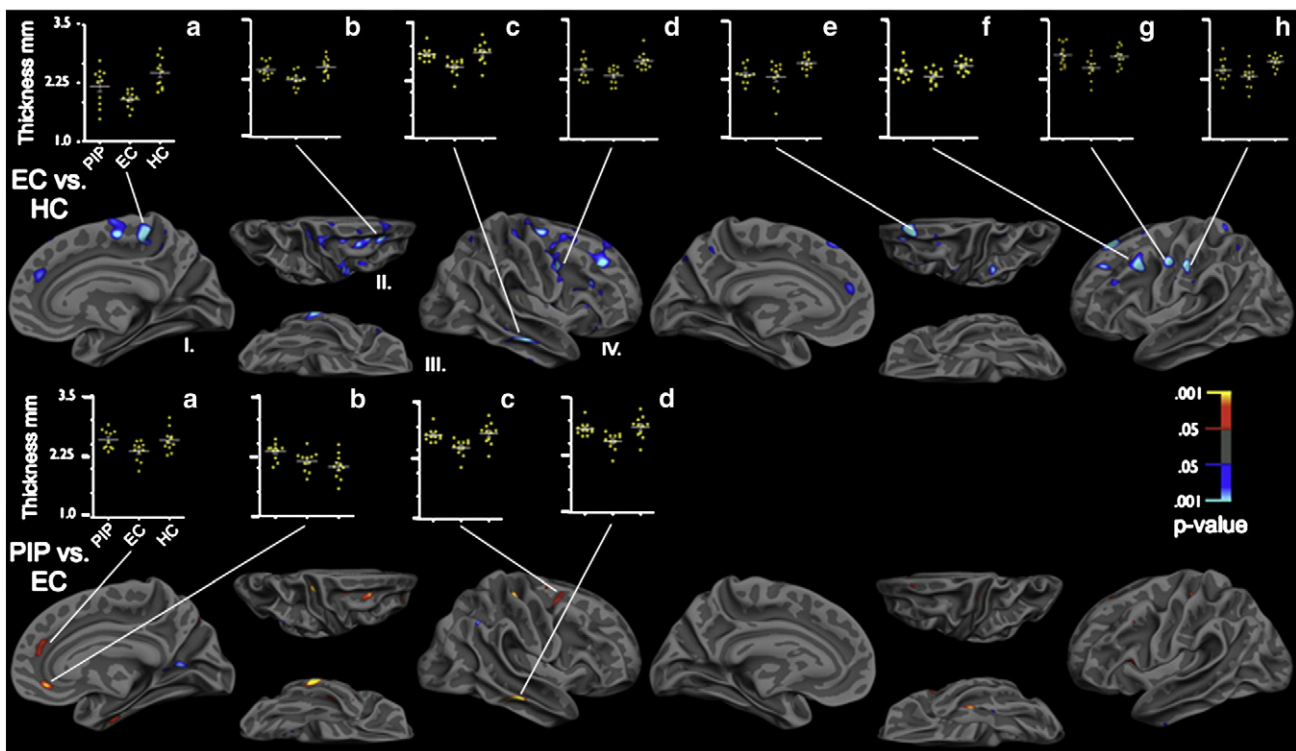 a b c d e f g h
3.5
2.25
1.0
Thickness mm
PIP EC HC
EC vs.
HC
I.
II.
III.
IV.
a b c d
3.5
2.25
1.0
Thickness mm
PIP EC HC
.001
.05
.05
.001
p-value
PIP vs.
EC